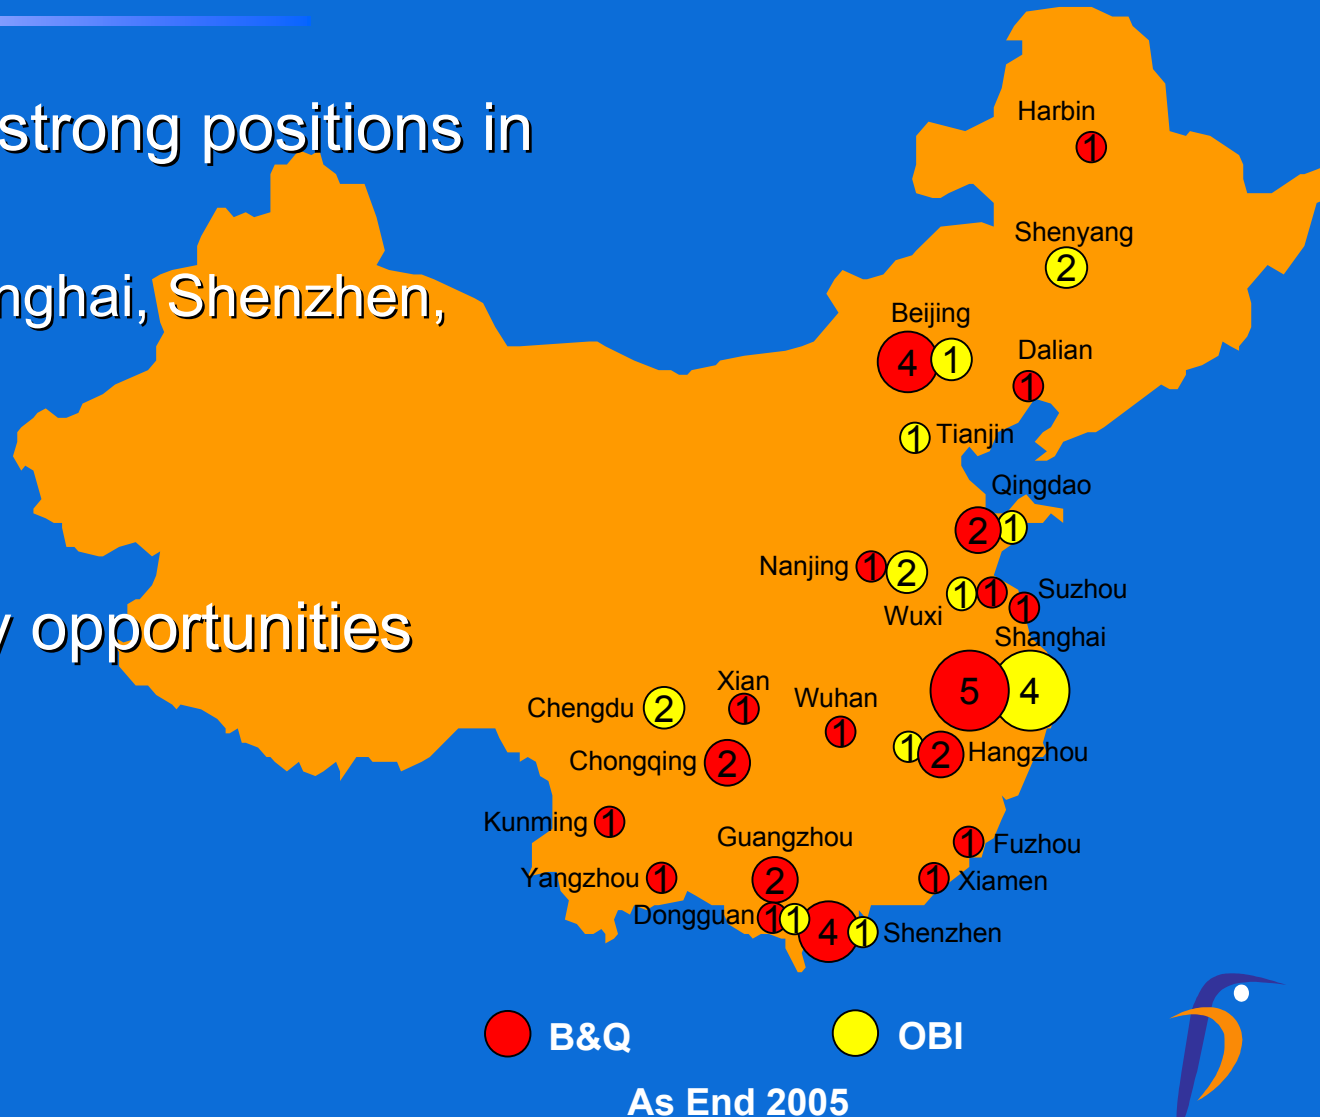 strong positions in
Harbin
1
Shenyang
2
nghai, Shenzhen,
Beijing
4 1
Dalian
1
1 Tianjin
Qingdao
2 1
Nanjing 1 2
1 1 Suzhou
1
Wuxi
y opportunities
Shanghai
5 4
Xian
1
Wuhan
1
Chengdu 2
1 2 Hangzhou
Chongqing 2
Kunming 1
Guangzhou
2
1 Fuzhou
Yangzhou 1
1 Xiamen
Dongguan 1 1
4 1 Shenzhen
B&Q
OBI
As End 2005